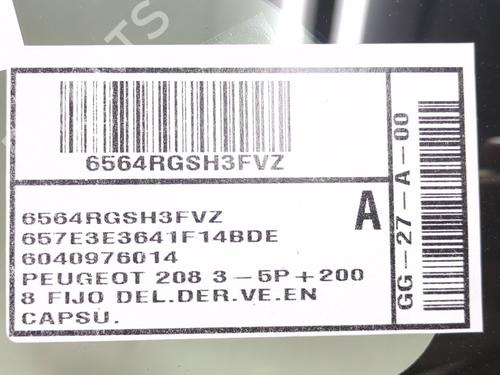 6564RGSH3FVZ
6564RGSH3FVZ
657E3E3641F14BDE
6040976014
PEUGEOT 208 3-5P+200
8 FIJO DEL.DER.VE.EN
CAPSU.
A
GG-27-A-00